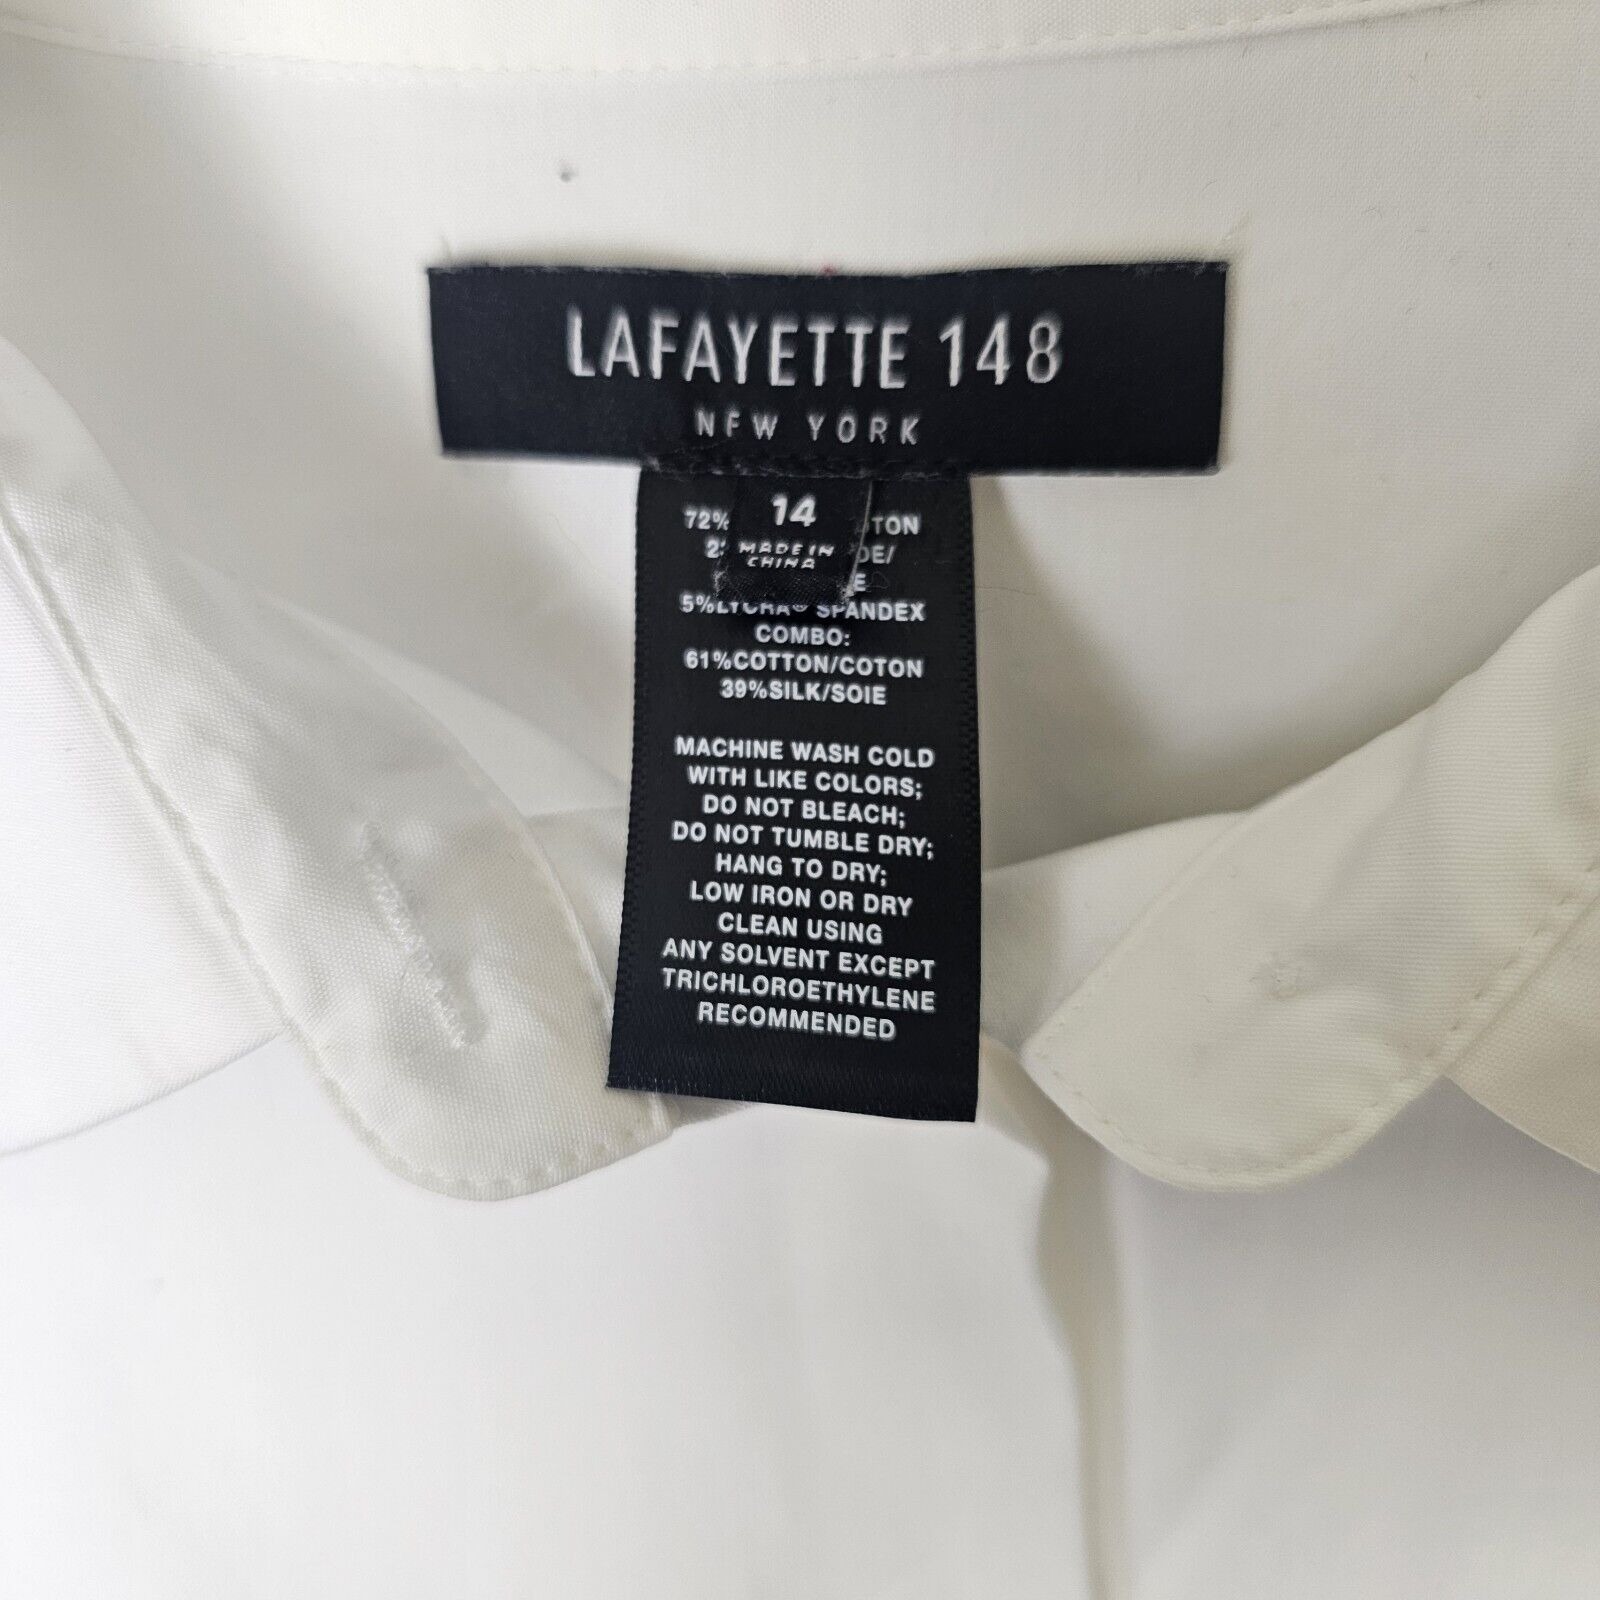 LAFAYETTE 148
NEW YORK
14
MADE IN
CHINA
72%
5%LYCRA® SPANDEX
COMBO:
61%COTTON/COTON
39%SILK/SOIE
MACHINE WASH COLD
WITH LIKE COLORS;
DO NOT BLEACH;
DO NOT TUMBLE DRY;
HANG TO DRY;
LOW IRON OR DRY
CLEAN USING
ANY SOLVENT EXCEPT
TRICHLOROETHYLENE
RECOMMENDED